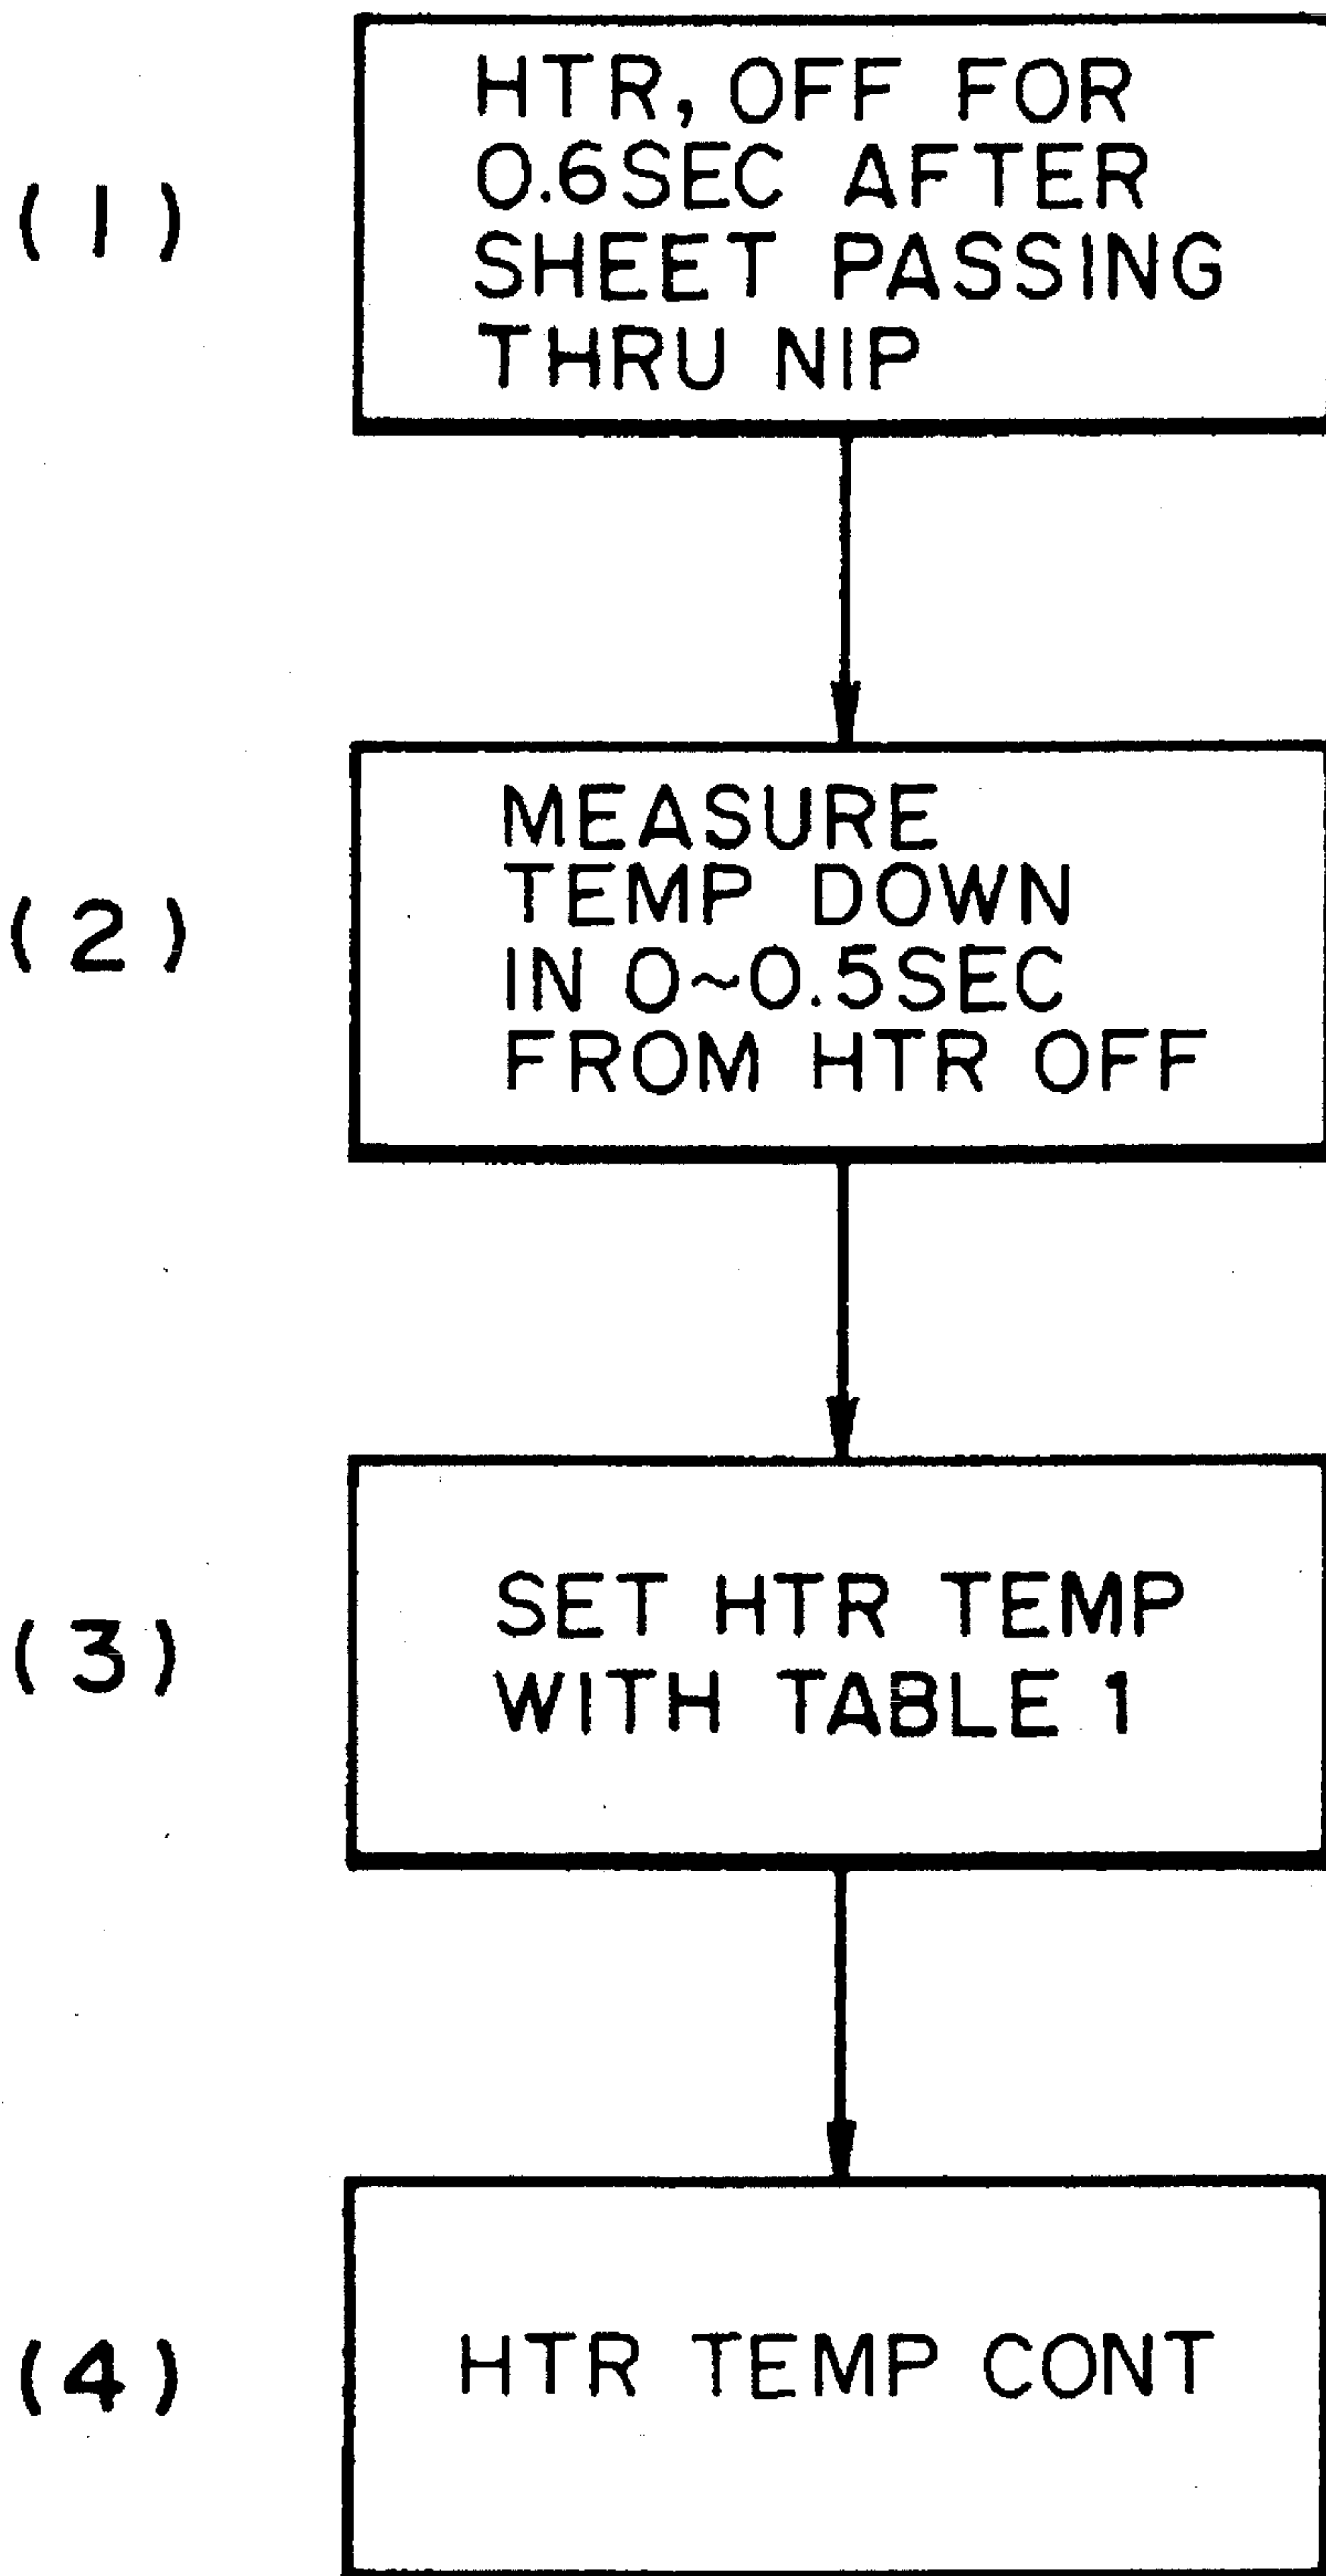 (1)
HTR, OFF FOR
0.6SEC AFTER
SHEET PASSING
THRU NIP
(2)
MEASURE
TEMP DOWN
IN 0~0.5SEC
FROM HTR OFF
(3)
SET HTR TEMP
WITH TABLE 1
(4)
HTR TEMP CONT